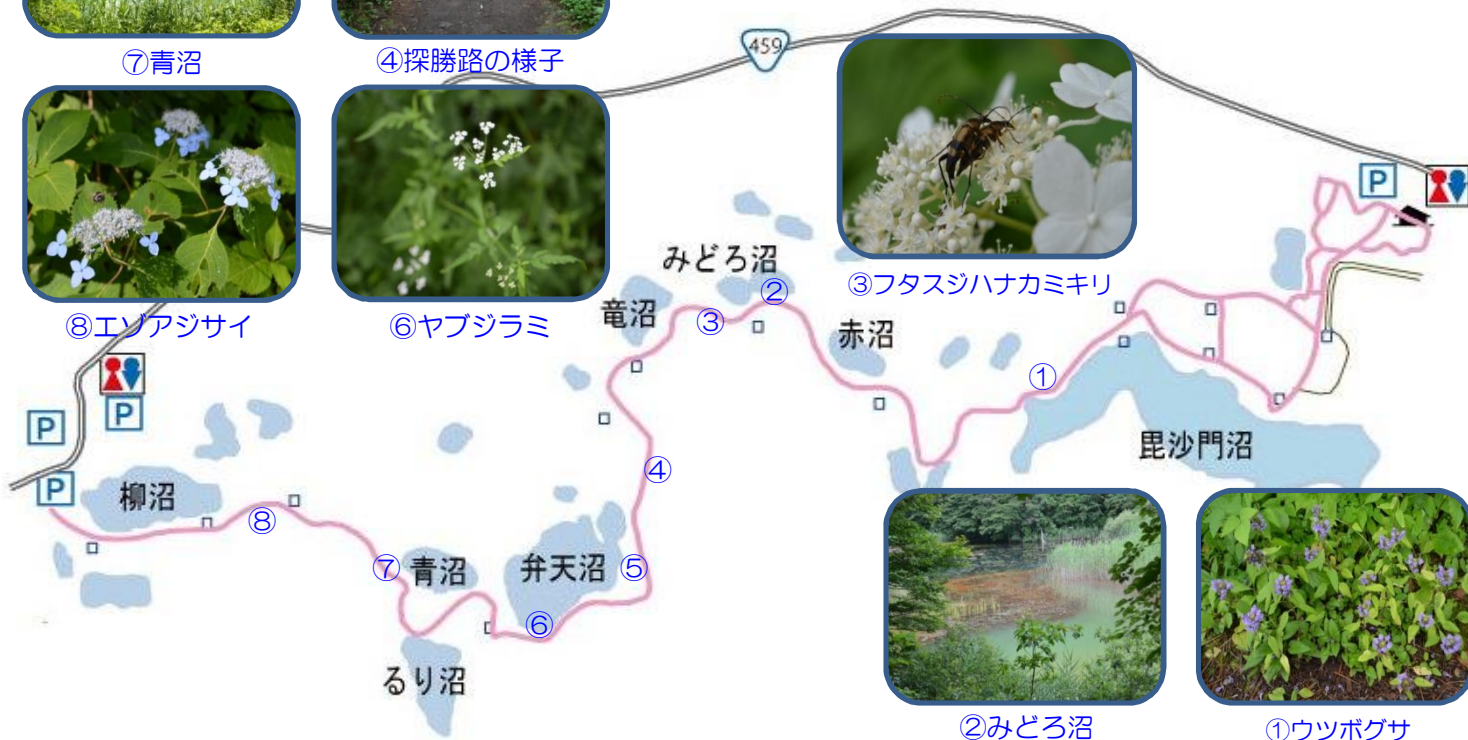 ⑦青沼
④探勝路の様子
459
⑧エゾアジサイ
⑥ヤブジラミ
③フタスジハナカミキリ
P
みどろ沼
②
竜沼
③
赤沼
①
毘沙門沼
P
P
P
柳沼
⑧
④
⑦
青沼
弁天沼
⑤
⑥
るり沼
②みどろ沼
①ウツボグサ